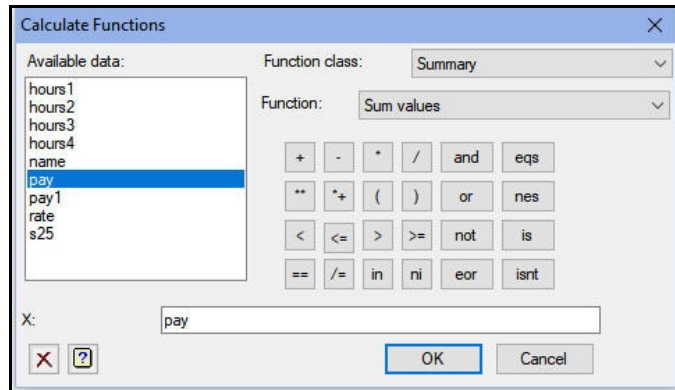 Calculate Functions
Available data:
hours1
hours2
hours3
hours4
name
pay
pay1
rate
s25
Function class: Summary
Function: Sum values
+ - * / and eqs
** *+ ( ) or nes
< <= > >= not is
== /= in ni eor isnt
X: pay
? OK Cancel